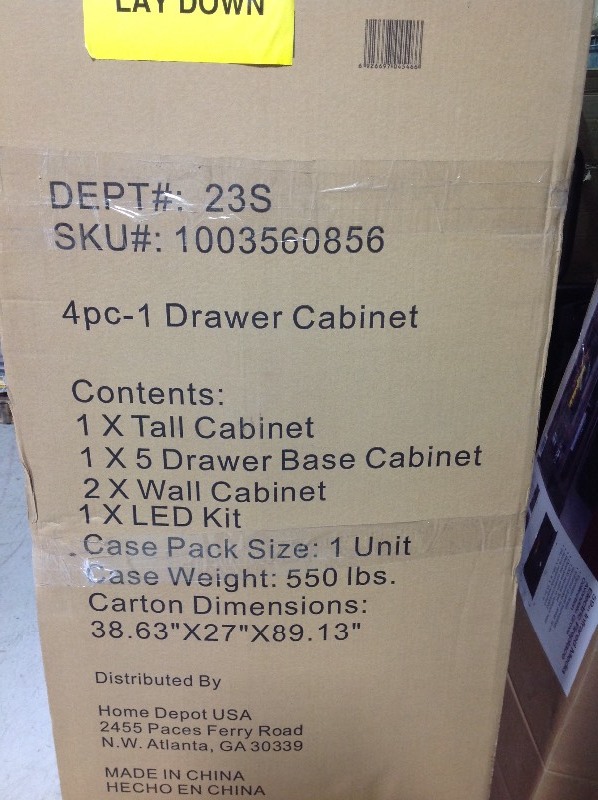 LAY DOWN
DEPT#: 23S
SKU#: 1003560856
4pc-1 Drawer Cabinet
Contents:
1 X Tall Cabinet
1 X 5 Drawer Base Cabinet
2 X Wall Cabinet
1 X LED Kit
Case Pack Size: 1 Unit
Case Weight: 550 lbs.
Carton Dimensions:
38.63"X27"X89.13"
Distributed By
Home Depot USA
2455 Paces Ferry Road
N.W. Atlanta, GA 30339
MADE IN CHINA
HECHO EN CHINA